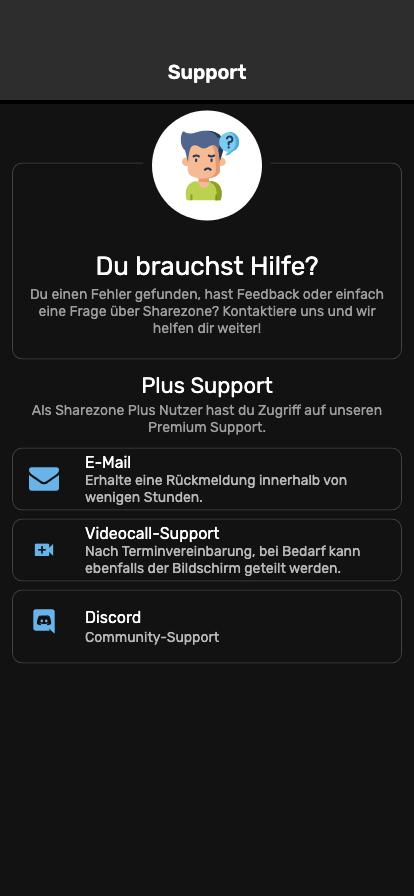 Support
?
Du brauchst Hilfe?
Du einen Fehler gefunden, hast Feedback oder einfach
eine Frage über Sharezone? Kontaktiere uns und wir
helfen dir weiter!
Plus Support
Als Sharezone Plus Nutzer hast du Zugriff auf unseren
Premium Support.
E-Mail
Erhalte eine Rückmeldung innerhalb von
wenigen Stunden.
Videocall-Support
Nach Terminvereinbarung, bei Bedarf kann
ebenfalls der Bildschirm geteilt werden.
Discord
Community-Support